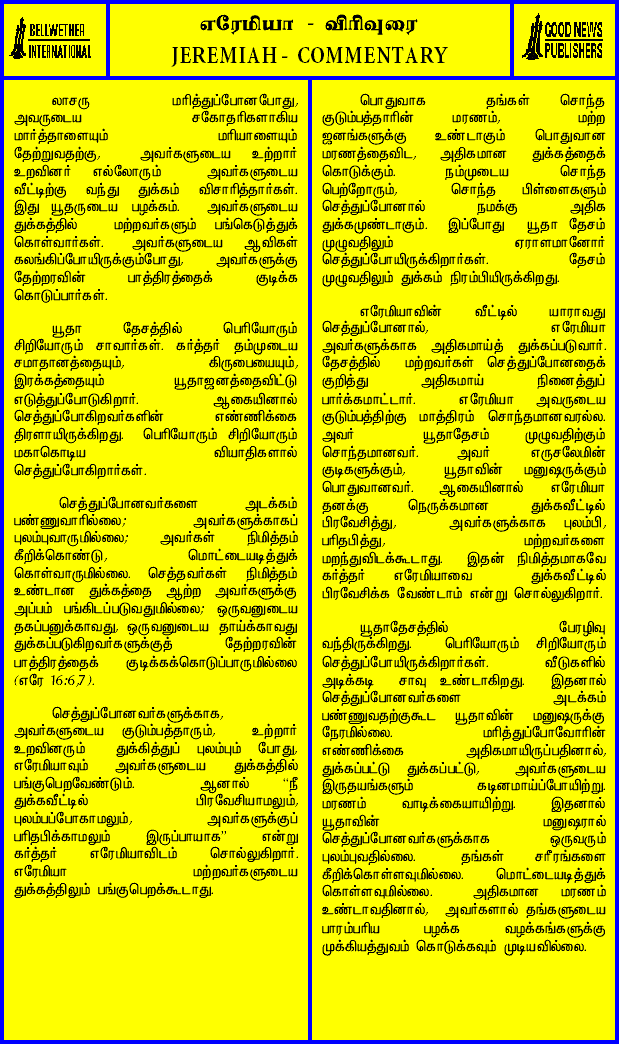 BELLWETHER
INTERNATIONAL
எரேமியா - விரிவுரை
JEREMIAH - COMMENTARY
GOOD NEWS
PUBLISHERS
லாசரு மரித்துப்போனபோது,
அவருடைய சகோதரிகளாகிய
மார்த்தாளையும் மரியாளையும்
தேற்றுவதற்கு, அவர்களுடைய உற்றார்
உறவினர் எல்லோரும் அவர்களுடைய
வீட்டிற்கு வந்து துக்கம் விசாரித்தார்கள்.
இது யூதருடைய பழக்கம். அவர்களுடைய
துக்கத்தில் மற்றவர்களும் பங்கெடுத்துக்
கொள்வார்கள். அவர்களுடைய ஆவிகள்
கலங்கிப்போயிருக்கும்போது, அவர்களுக்கு
தேற்றரவின் பாத்திரத்தைக் குடிக்க
கொடுப்பார்கள்.
யூதா தேசத்தில் பெரியோரும்
சிறியோரும் சாவார்கள். கர்த்தர் தம்முடைய
சமாதானத்தையும், கிருபையையும்,
இரக்கத்தையும் யூதாஜனத்தைவிட்டு
எடுத்துப்போடுகிறார். ஆகையினால்
செத்துப்போகிறவர்களின் எண்ணிக்கை
திரளாயிருக்கிறது. பெரியோரும் சிறியோரும்
மகாகொடிய வியாதிகளால்
செத்துப்போகிறார்கள்.
செத்துப்போனவர்களை அடக்கம்
பண்ணுவாரில்லை; அவர்களுக்காகப்
புலம்புவாருமில்லை; அவர்கள் நிமித்தம்
கீறிக்கொண்டு, மொட்டையடித்துக்
கொள்வாருமில்லை. செத்தவர்கள் நிமித்தம்
உண்டான துக்கத்தை ஆற்ற அவர்களுக்கு
அப்பம் பங்கிடப்படுவதுமில்லை; ஒருவனுடைய
தகப்பனுக்காவது, ஒருவனுடைய தாய்க்காவது
துக்கப்படுகிறவர்களுக்குத் தேற்றரவின்
பாத்திரத்தைக் குடிக்கக்கொடுப்பாருமில்லை
(எரே 16:6,7).
செத்துப்போனவர்களுக்காக,
அவர்களுடைய குடும்பத்தாரும், உற்றார்
உறவினரும் துக்கித்துப் புலம்பும் போது,
எரேமியாவும் அவர்களுடைய துக்கத்தில்
பங்குபெறவேண்டும். ஆனால் “நீ
துக்கவீட்டில் பிரவேசியாமலும்,
புலம்பப்போகாமலும், அவர்களுக்குப்
பரிதபிக்காமலும் இருப்பாயாக” என்று
கர்த்தர் எரேமியாவிடம் சொல்லுகிறார்.
எரேமியா மற்றவர்களுடைய
துக்கத்திலும் பங்குபெறக்கூடாது.
பொதுவாக தங்கள் சொந்த
குடும்பத்தாரின் மரணம், மற்ற
ஜனங்களுக்கு உண்டாகும் பொதுவான
மரணத்தைவிட, அதிகமான துக்கத்தைக்
கொடுக்கும். நம்முடைய சொந்த
பெற்றோரும், சொந்த பிள்ளைகளும்
செத்துப்போனால் நமக்கு அதிக
துக்கமுண்டாகும். இப்போது யூதா தேசம்
முழுவதிலும் ஏராளமானோர்
செத்துப்போயிருக்கிறார்கள். தேசம்
முழுவதிலும் துக்கம் நிரம்பியிருக்கிறது.
எரேமியாவின் வீட்டில் யாராவது
செத்துப்போனால், எரேமியா
அவர்களுக்காக அதிகமாய்த் துக்கப்படுவார்.
தேசத்தில் மற்றவர்கள் செத்துப்போனதைக்
குறித்து அதிகமாய் நினைத்துப்
பார்க்கமாட்டார். எரேமியா அவருடைய
குடும்பத்திற்கு மாத்திரம் சொந்தமானவரல்ல.
அவர் யூதாதேசம் முழுவதிற்கும்
சொந்தமானவர். அவர் எருசலேமின்
குடிகளுக்கும், யூதாவின் மனுஷருக்கும்
பொதுவானவர். ஆகையினால் எரேமியா
தனக்கு நெருக்கமான துக்கவீட்டில்
பிரவேசித்து, அவர்களுக்காக புலம்பி,
பரிதபித்து, மற்றவர்களை
மறந்துவிடக்கூடாது. இதன் நிமித்தமாகவே
கர்த்தர் எரேமியாவை துக்கவீட்டில்
பிரவேசிக்க வேண்டாம் என்று சொல்லுகிறார்.
யூதாதேசத்தில் பேரழிவு
வந்திருக்கிறது. பெரியோரும் சிறியோரும்
செத்துப்போயிருக்கிறார்கள். வீடுகளில்
அடிக்கடி சாவு உண்டாகிறது. இதனால்
செத்துப்போனவர்களை அடக்கம்
பண்ணுவதற்குகூட யூதாவின் மனுஷருக்கு
நேரமில்லை. மரித்துப்போவோரின்
எண்ணிக்கை அதிகமாயிருப்பதினால்,
துக்கப்பட்டு துக்கப்பட்டு, அவர்களுடைய
இருதயங்களும் கடினமாய்ப்போயிற்று.
மரணம் வாடிக்கையாயிற்று. இதனால்
யூதாவின் மனுஷரால்
செத்துப்போனவர்களுக்காக ஒருவரும்
புலம்புவதில்லை. தங்கள் சரீரங்களை
கீறிக்கொள்ளவுமில்லை. மொட்டையடித்துக்
கொள்ளவுமில்லை. அதிகமான மரணம்
உண்டாவதினால், அவர்களால் தங்களுடைய
பாரம்பரிய பழக்க வழக்கங்களுக்கு
முக்கியத்துவம் கொடுக்கவும் முடியவில்லை.